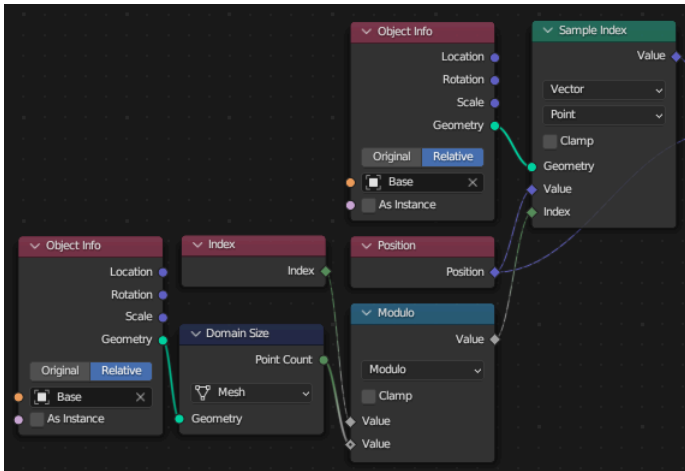 Object Info
Location
Rotation
Scale
Geometry
Original Relative
Base
As Instance
Sample Index
Value
Vector
Point
Clamp
Geometry
Value
Index
Object Info
Location
Rotation
Scale
Geometry
Original Relative
Base
As Instance
Index
Index
Domain Size
Point Count
Mesh
Geometry
Position
Position
Modulo
Value
Modulo
Clamp
Value
Value